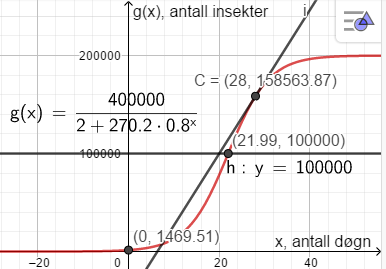 g(x), antall insekter
i
200000
C = (28, 158563.87)
g(x) = 400000 / 2 + 270.2 · 0.8ˣ
(21.99, 100000)
100000
h : y = 100000
(0, 1469.51)
x, antall døgn
−20 0 20 40